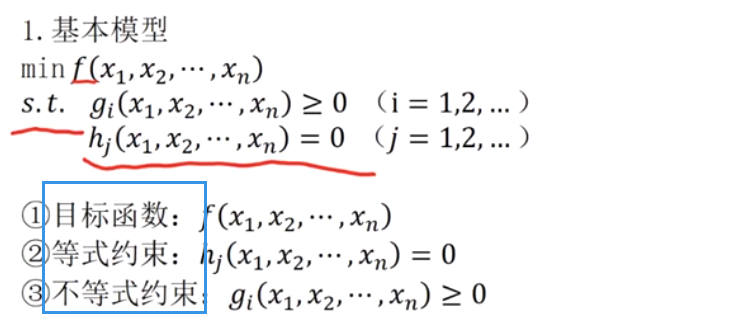 1.基本模型
min f(x₁,x₂,⋯,xₙ)
s.t. gᵢ(x₁,x₂,⋯,xₙ) ≥ 0 （i = 1,2,…）
hⱼ(x₁,x₂,⋯,xₙ) = 0 （j = 1,2,…）
①目标函数：f(x₁,x₂,⋯,xₙ)
②等式约束：hⱼ(x₁,x₂,⋯,xₙ) = 0
③不等式约束：gᵢ(x₁,x₂,⋯,xₙ) ≥ 0